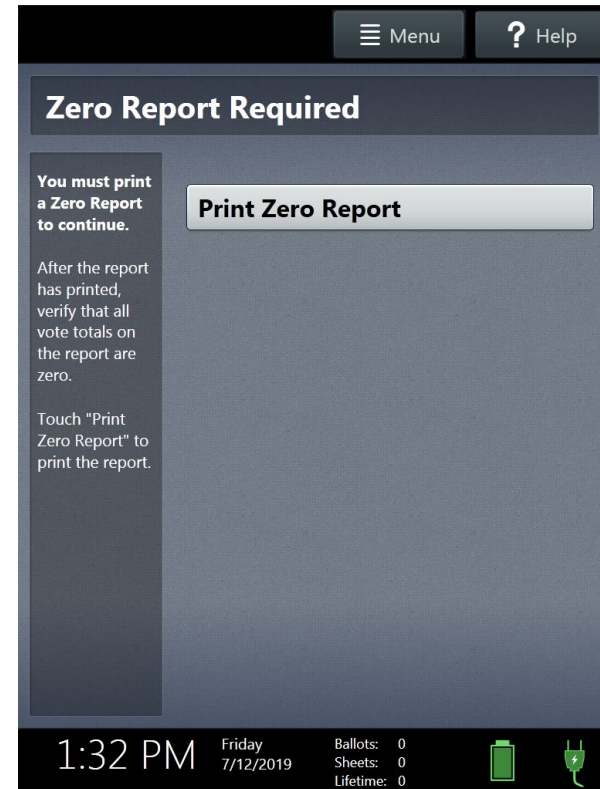 Menu
? Help
Zero Report Required
You must print
a Zero Report
to continue.
After the report
has printed,
verify that all
vote totals on
the report are
zero.
Touch "Print
Zero Report" to
print the report.
Print Zero Report
1:32 PM
Friday
7/12/2019
Ballots: 0
Sheets: 0
Lifetime: 0